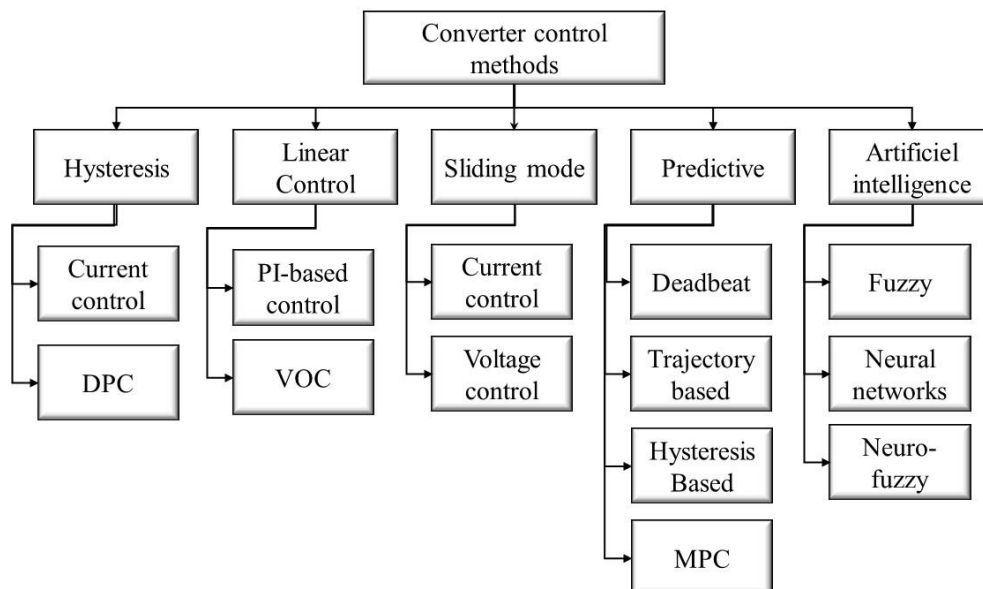 Converter control
methods
Hysteresis
Linear
Control
Sliding mode
Predictive
Artificiel
intelligence
Current
control
DPC
PI-based
control
VOC
Current
control
Voltage
control
Deadbeat
Trajectory
based
Hysteresis
Based
MPC
Fuzzy
Neural
networks
Neuro-
fuzzy